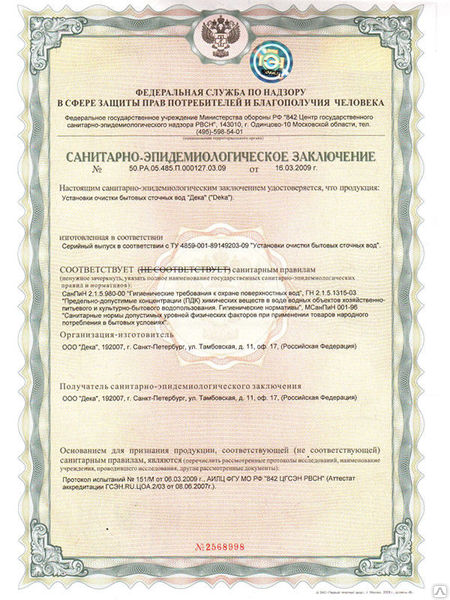 ФЕДЕРАЛЬНАЯ СЛУЖБА ПО НАДЗОРУ
В СФЕРЕ ЗАЩИТЫ ПРАВ ПОТРЕБИТЕЛЕЙ И БЛАГОПОЛУЧИЯ ЧЕЛОВЕКА
Федеральное государственное учреждение Министерства обороны РФ "842 Центр государственного
санитарно-эпидемиологического надзора РВСН", 143010, г. Одинцово-10 Московской области, тел.
(495)-598-54-01
САНИТАРНО-ЭПИДЕМИОЛОГИЧЕСКОЕ ЗАКЛЮЧЕНИЕ
№ 50.РА.05.485.П.000127.03.09 от 16.03.2009 г.
Настоящим санитарно-эпидемиологическим заключением удостоверяется, что продукция:
Установки очистки бытовых сточных вод "Дека" ("Deka").
изготовленная в соответствии
Серийный выпуск в соответствии с ТУ 4859-001-89149203-09 "Установки очистки бытовых сточных вод".
СООТВЕТСТВУЕТ (НЕ СООТВЕТСТВУЕТ) санитарным правилам
(ненужное зачеркнуть, указать полное наименование государственных санитарно-эпидемиологических
правил и нормативов):
СанПиН 2.1.5.980-00 "Гигиенические требования к охране поверхностных вод", ГН 2.1.5.1315-03
"Предельно-допустимые концентрации (ПДК) химических веществ в воде водных объектов хозяйственно-
питьевого и культурно-бытового водопользования. Гигиенические нормативы", МСанПиН 001-96
"Санитарные нормы допустимых уровней физических факторов при применении товаров народного
потребления в бытовых условиях".
Организация-изготовитель
ООО "Дека", 192007, г. Санкт-Петербург, ул. Тамбовская, д. 11, оф. 17, (Российская Федерация)
Получатель санитарно-эпидемиологического заключения
ООО "Дека", 192007, г. Санкт-Петербург, ул. Тамбовская, д. 11, оф. 17, (Российская Федерация)
Основанием для признания продукции, соответствующей (не соответствующей)
санитарным правилам, являются (перечислить рассмотренные протоколы исследований, наименование
учреждения, проводившего исследования, другие рассмотренные документы):
Протокол испытаний № 151/М от 06.03.2009 г., АИЛЦ ФГУ МО РФ "842 ЦГСЭН РВСН" (Аттестат
аккредитации ГСЭН.RU.ЦОА.2/03 от 08.06.2007г.).
№2568998